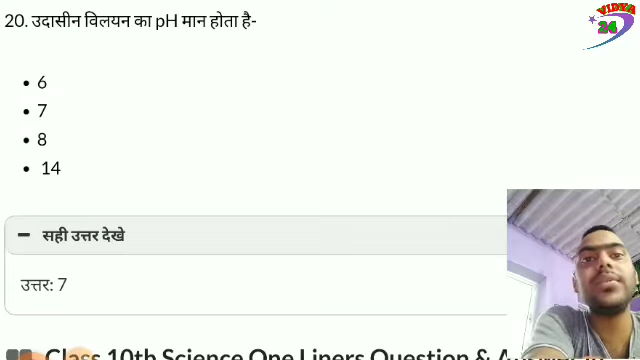 20. उदासीन विलयन का pH मान होता है-
VIDYA
24
• 6
• 7
• 8
• 14
सही उत्तर देखे
उत्तर: 7
Class 10th Science One Liners Question &